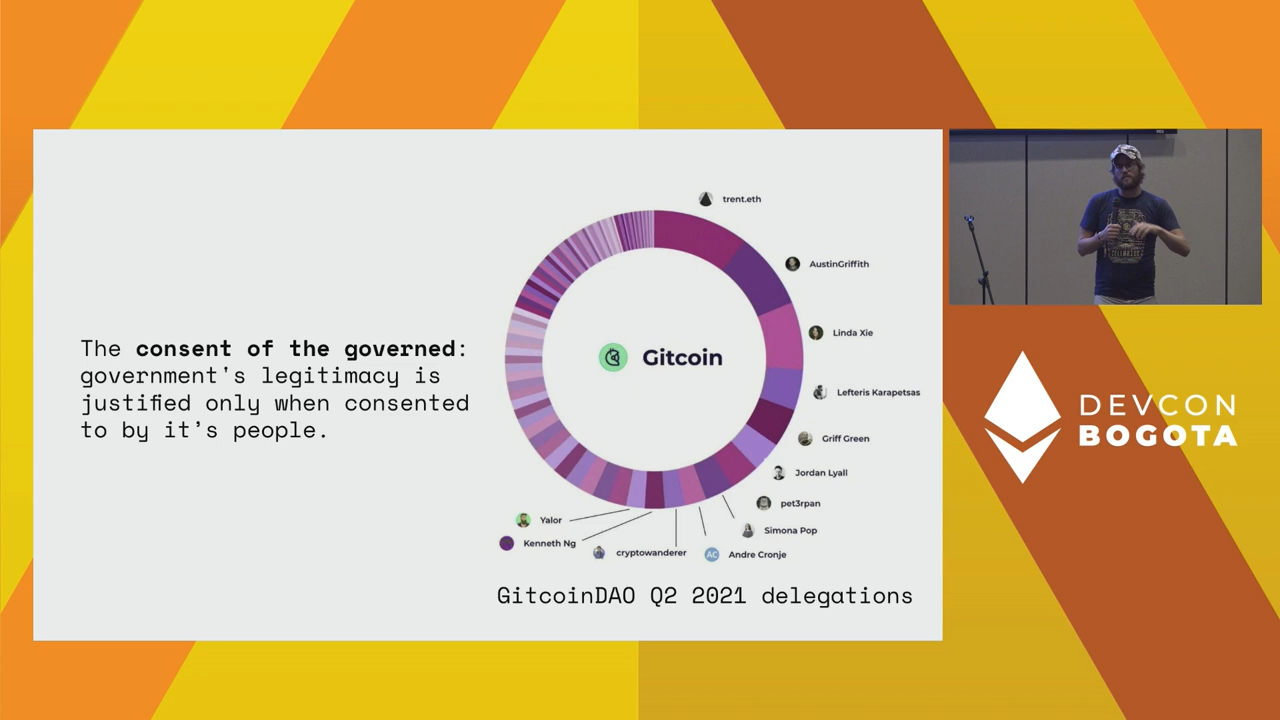 The consent of the governed:
government's legitimacy is
justified only when consented
to by it's people.
trent.eth
AustinGriffith
Linda Xie
Lefteris Karapetsas
Griff Green
Jordan Lyall
pet3rpan
Simona Pop
AC Andre Cronje
cryptowanderer
Kenneth Ng
Yalor
Gitcoin
GitcoinDAO Q2 2021 delegations
DEVCON
BOGOTA